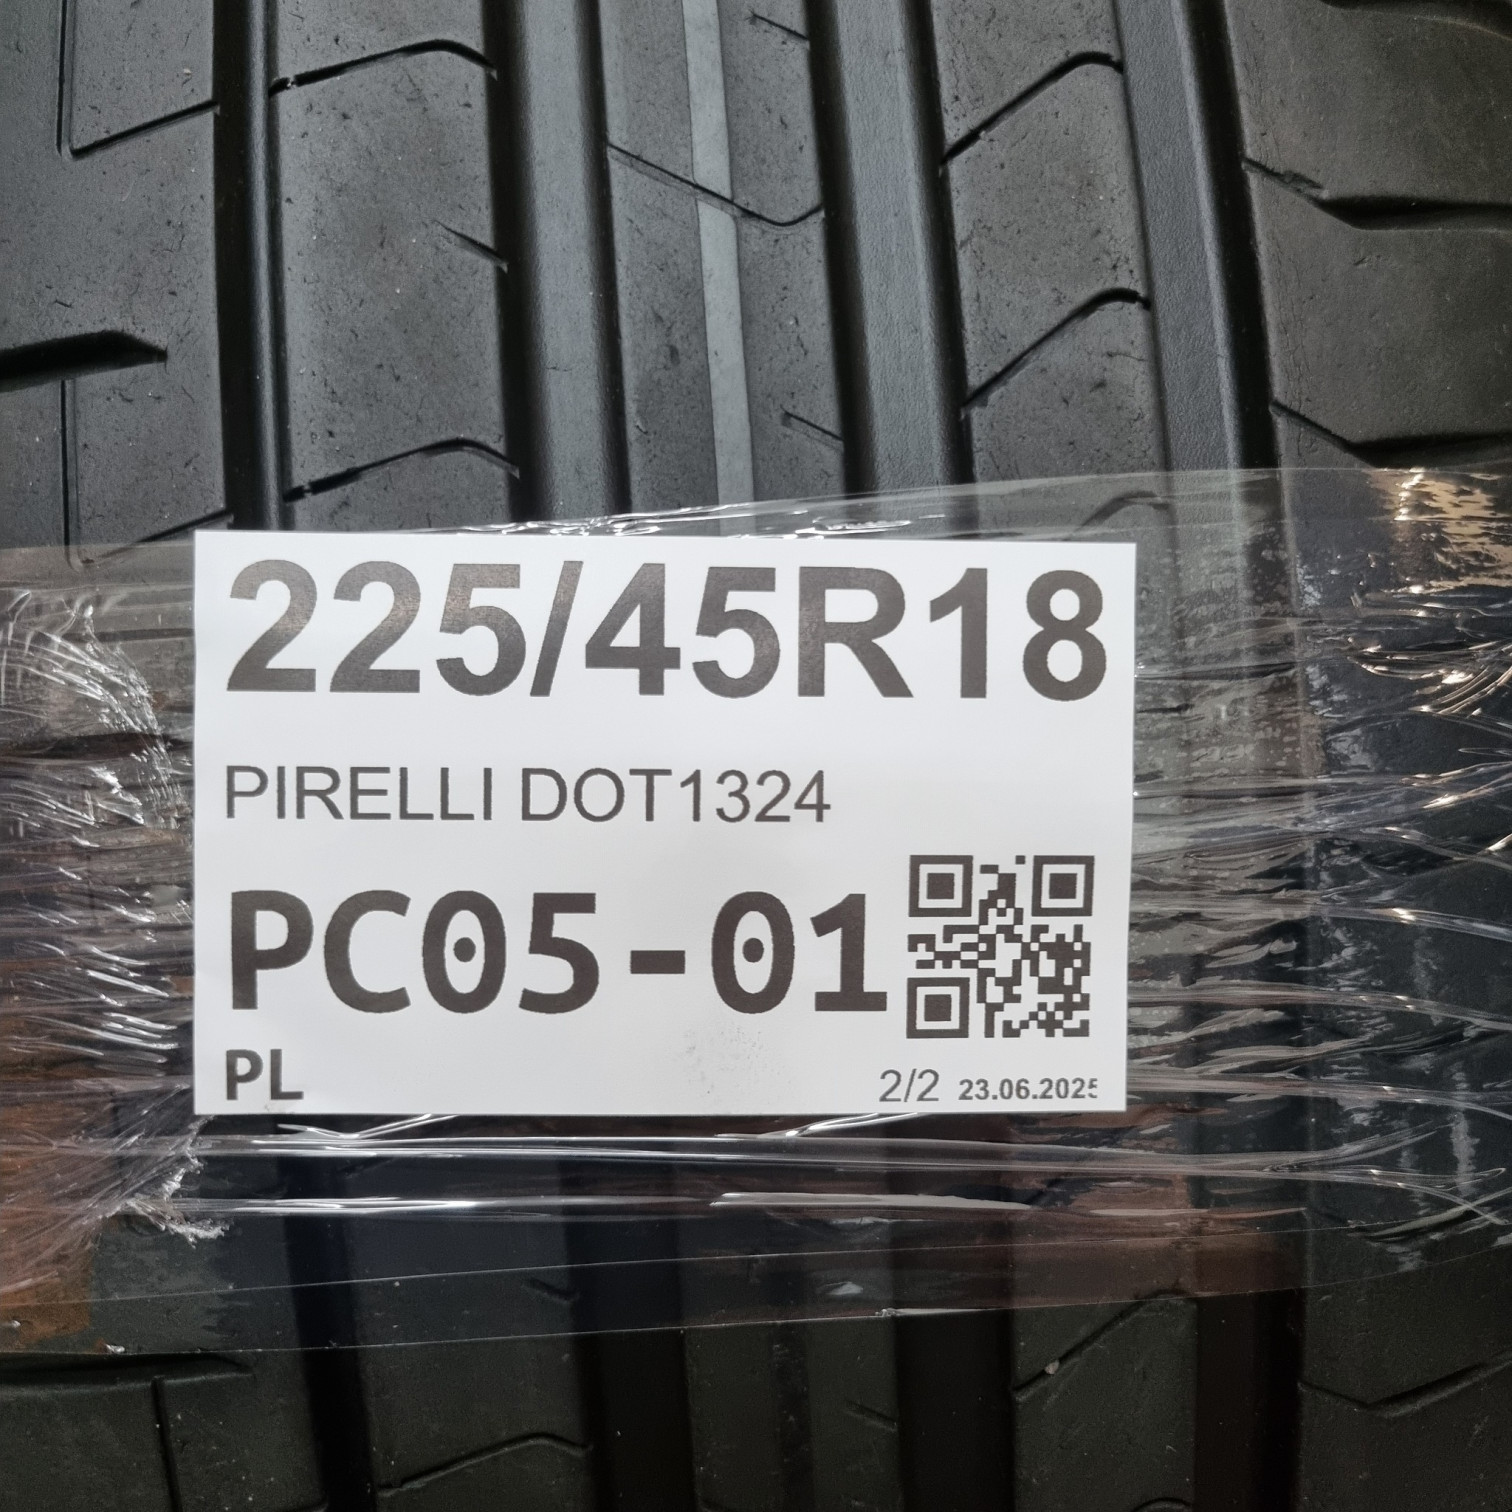 225/45R18
PIRELLI DOT1324
PC05-01
PL 2/2 23.06.2025